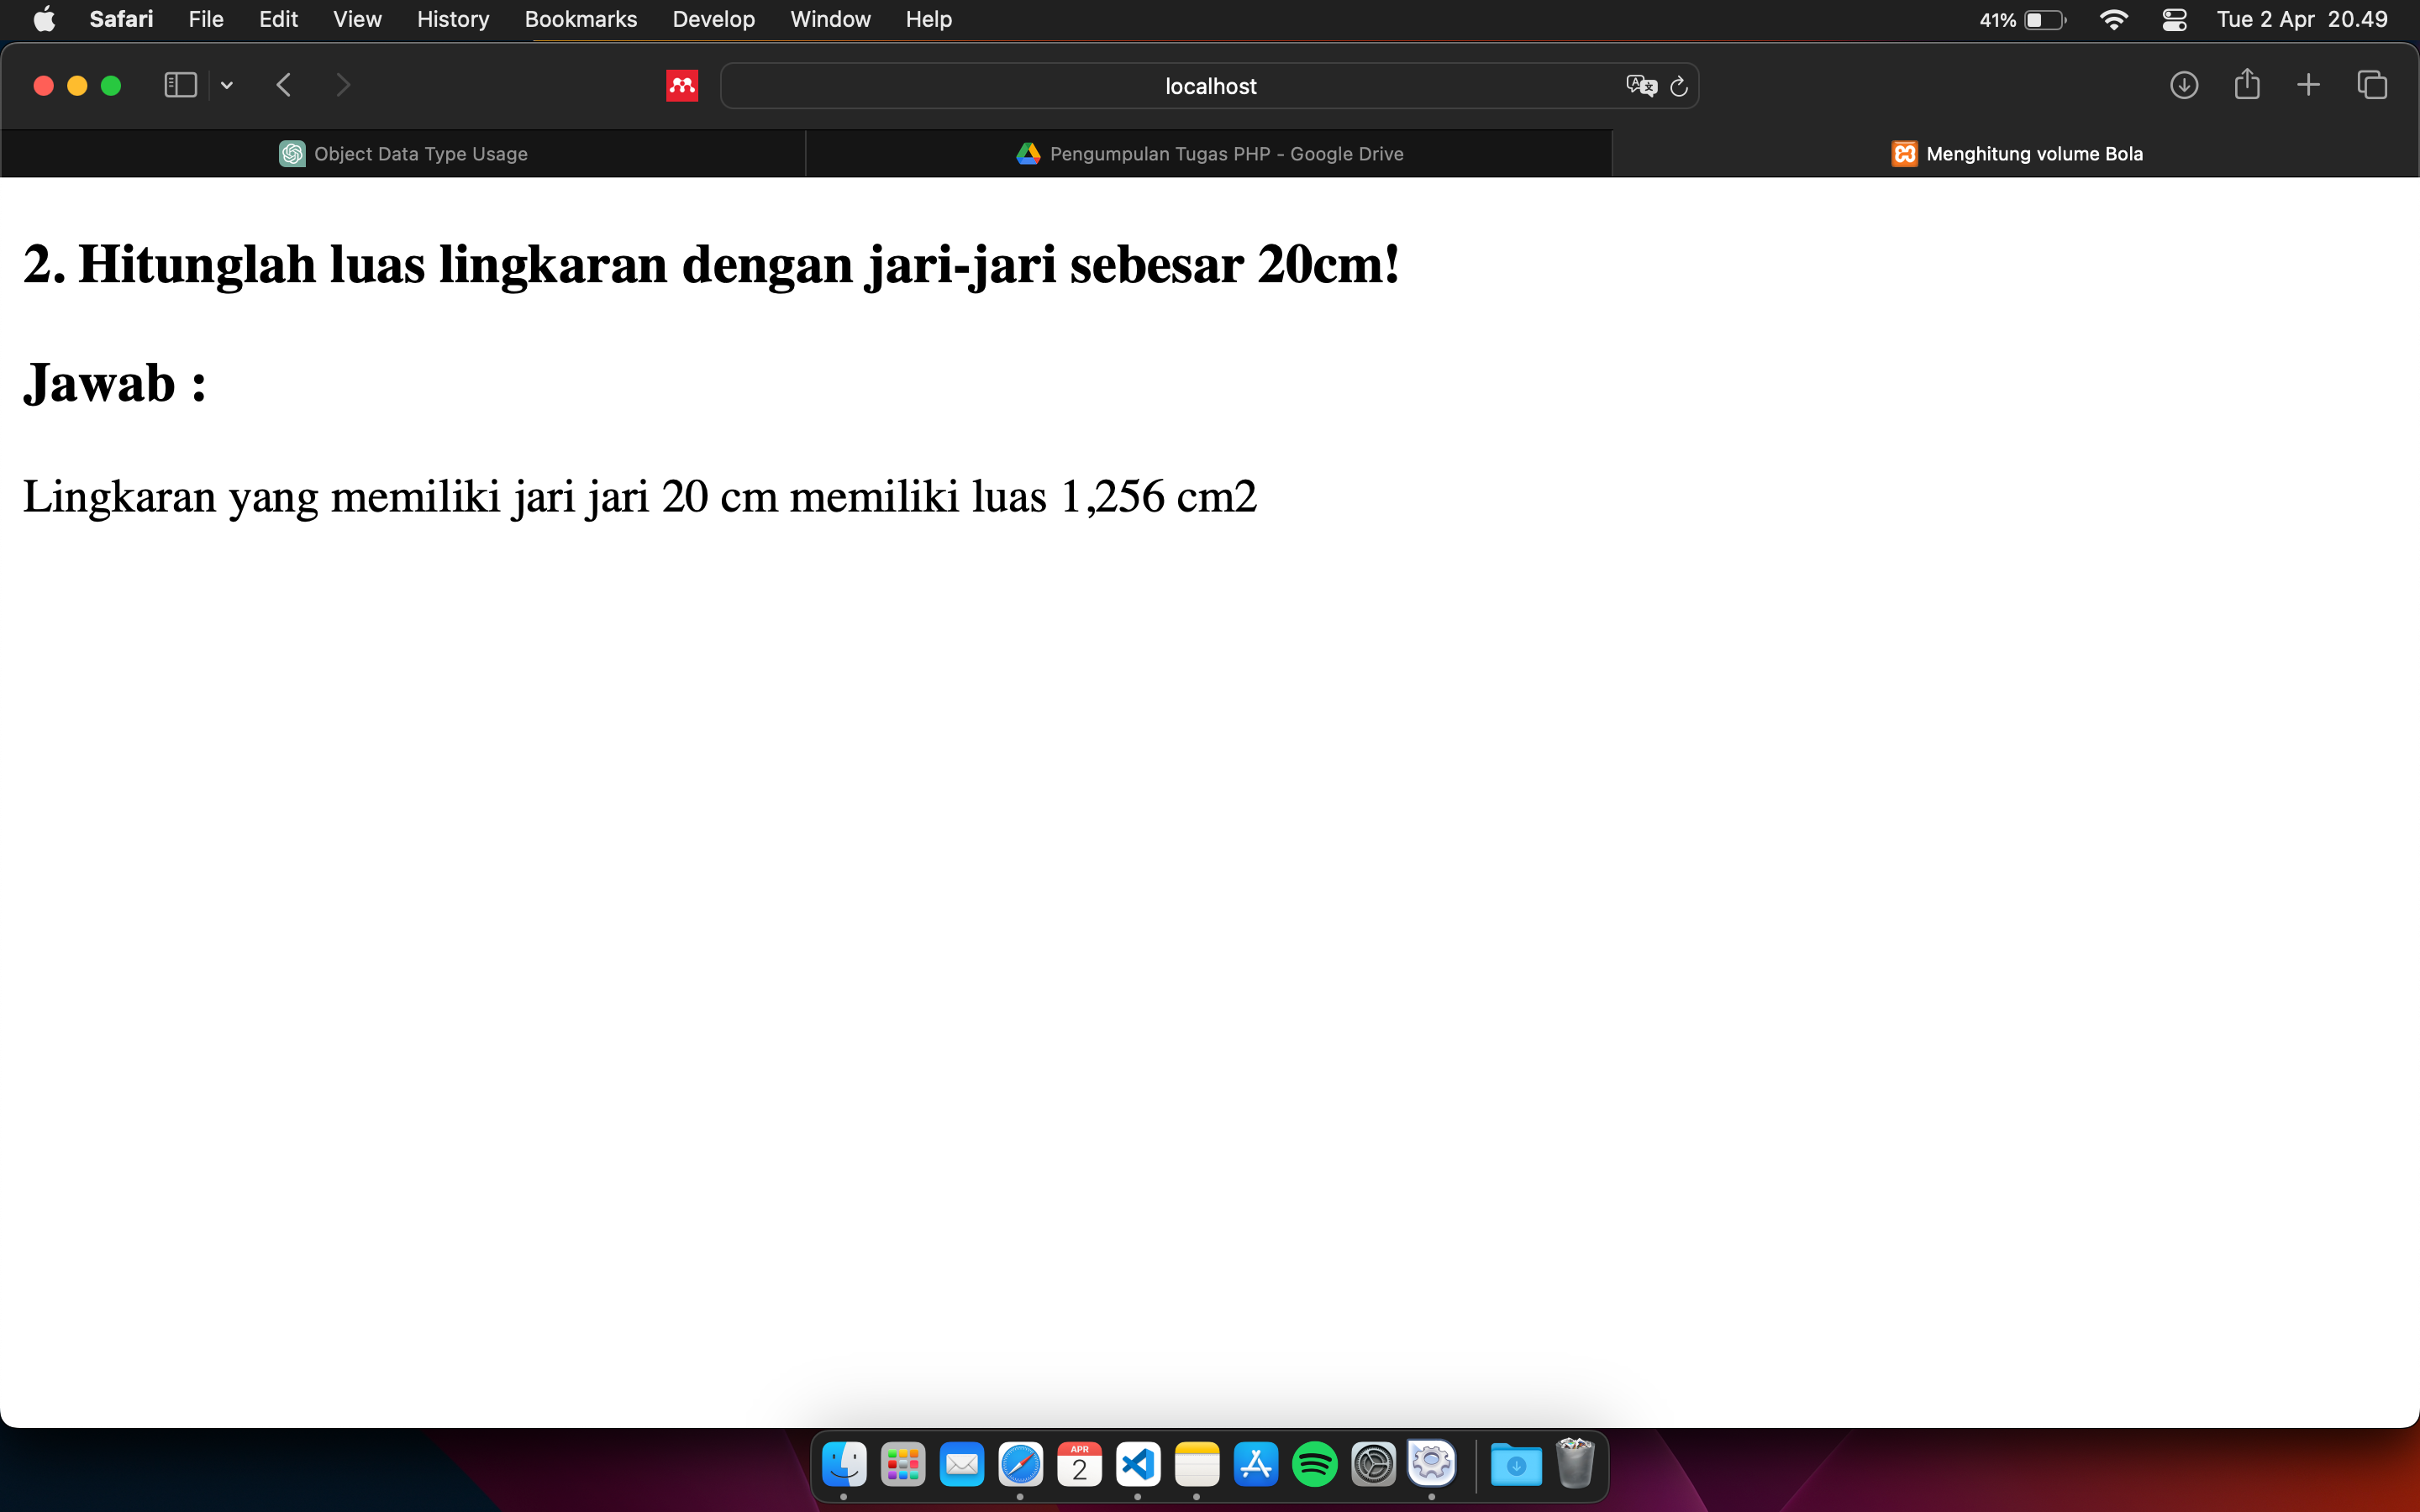 Safari File Edit View History Bookmarks Develop Window Help 41% Tue 2 Apr 20.49
localhost
Object Data Type Usage Pengumpulan Tugas PHP - Google Drive Menghitung volume Bola
2. Hitunglah luas lingkaran dengan jari-jari sebesar 20cm!
Jawab :
Lingkaran yang memiliki jari jari 20 cm memiliki luas 1,256 cm2
APR
2